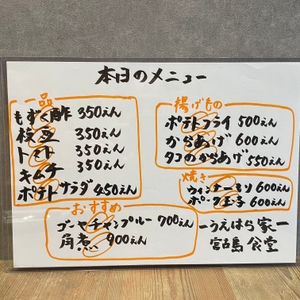 本日のメニュー
一品
もずく酢 350えん
枝豆 350えん
トマト 350えん
キムチ 350えん
ポテトサラダ 450えん
おすすめ
ゴーヤチャンプルー 700えん
角煮 900えん
揚げもの
ポテトフライ 500えん
からあげ 600えん
タコのからあげ 550えん
焼き
ウィンナー 600えん
ポーク玉子 600えん
ーうえはら家ー
宮古島食堂